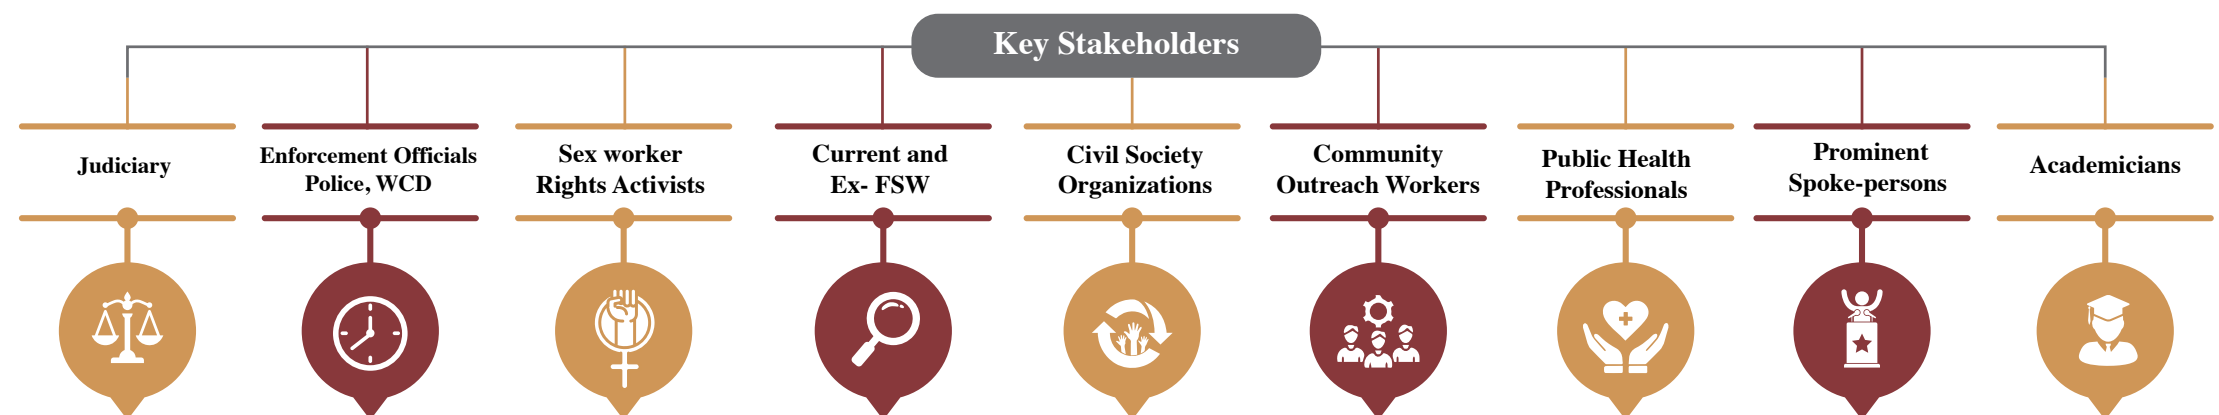 Key Stakeholders
Judiciary
Enforcement Officials
Police, WCD
Sex worker
Rights Activists
Current and
Ex- FSW
Civil Society
Organizations
Community
Outreach Workers
Public Health
Professionals
Prominent
Spoke-persons
Academicians